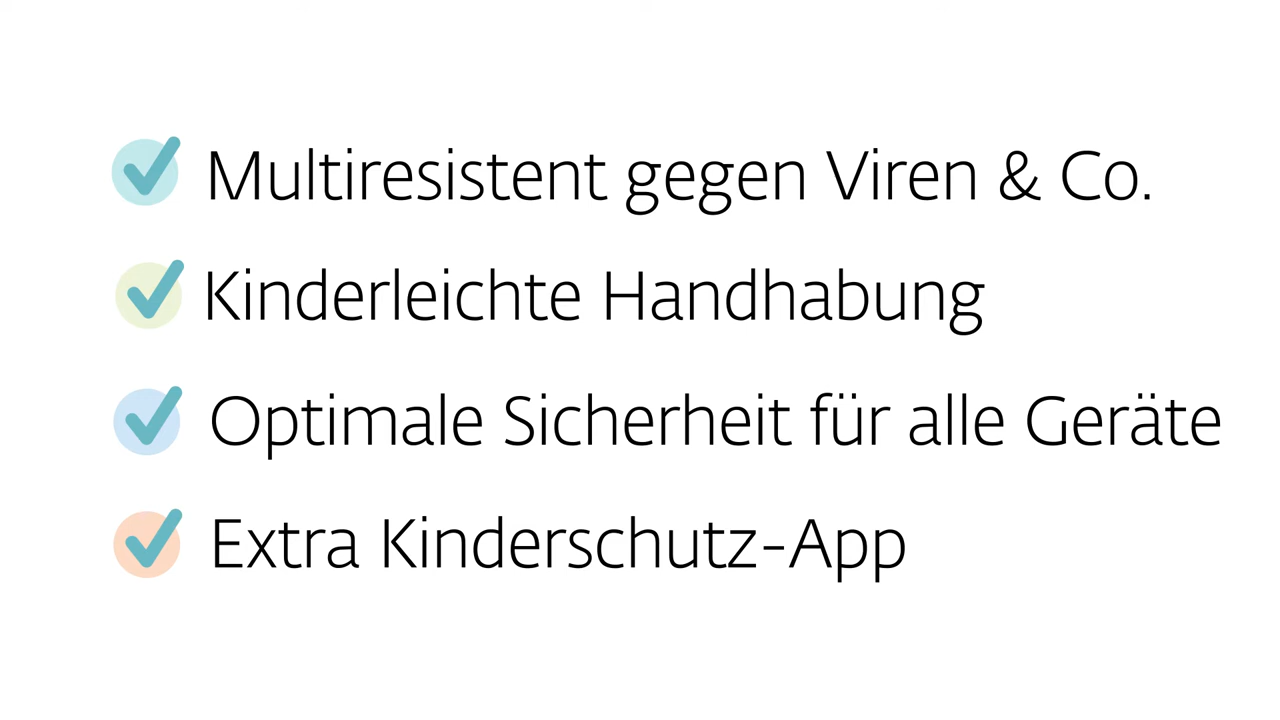 Multiresistent gegen Viren & Co.
Kinderleichte Handhabung
Optimale Sicherheit für alle Geräte
Extra Kinderschutz-App